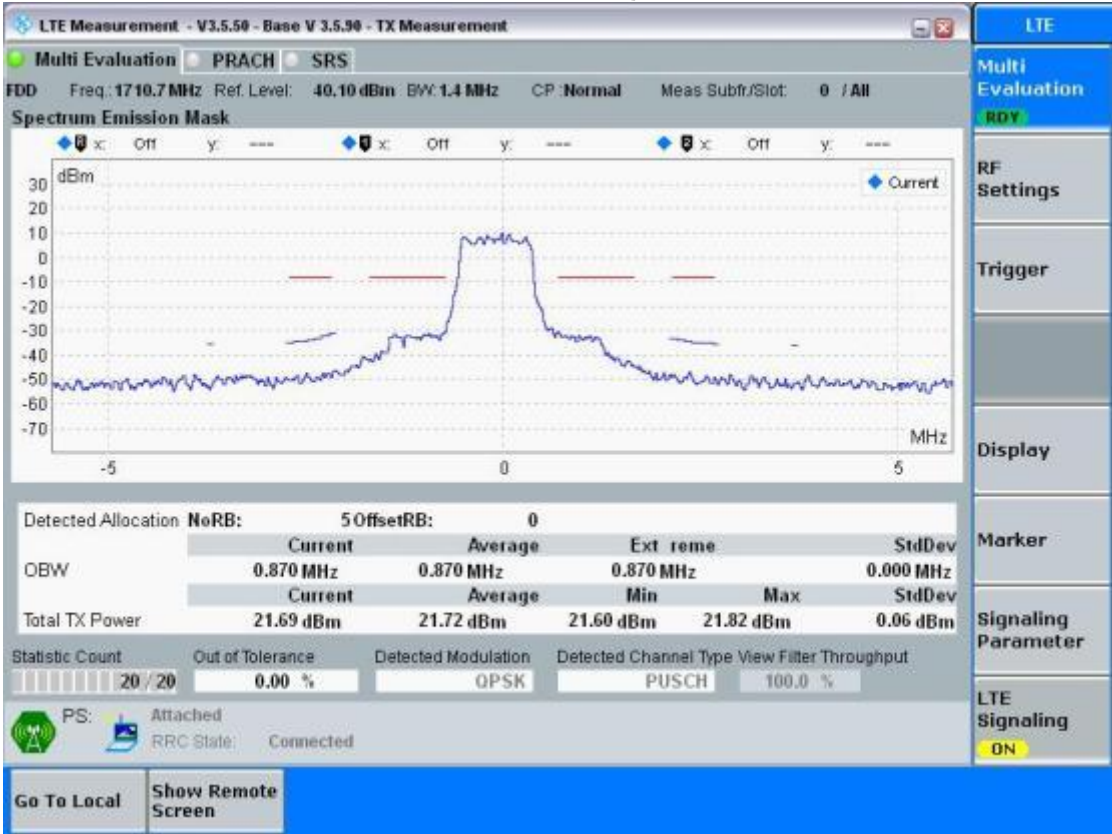 LTE Measurement - V3.5.50 - Base V 3.5.90 - TX Measurement
LTE
Multi Evaluation PRACH SRS
FDD Freq.: 1710.7 MHz Ref. Level: 40.10 dBm BW: 1.4 MHz CP :Normal Meas Subfr./Slot: 0 / All
Spectrum Emission Mask
x: Off y: --- x: Off y: --- x: Off y: ---
dBm
Current
30
20
10
0
-10
-20
-30
-40
-50
-60
-70
MHz
-5 0 5
Detected Allocation NoRB: 5 OffsetRB: 0
Current Average Ext reme StdDev
OBW 0.870 MHz 0.870 MHz 0.870 MHz 0.000 MHz
Current Average Min Max StdDev
Total TX Power 21.69 dBm 21.72 dBm 21.60 dBm 21.82 dBm 0.06 dBm
Statistic Count Out of Tolerance Detected Modulation Detected Channel Type View Filter Throughput
20 / 20 0.00 % QPSK PUSCH 100.0 %
PS: Attached
RRC State: Connected
Go To Local
Show Remote
Screen
Multi
Evaluation
RDY
RF
Settings
Trigger
Display
Marker
Signaling
Parameter
LTE
Signaling
ON